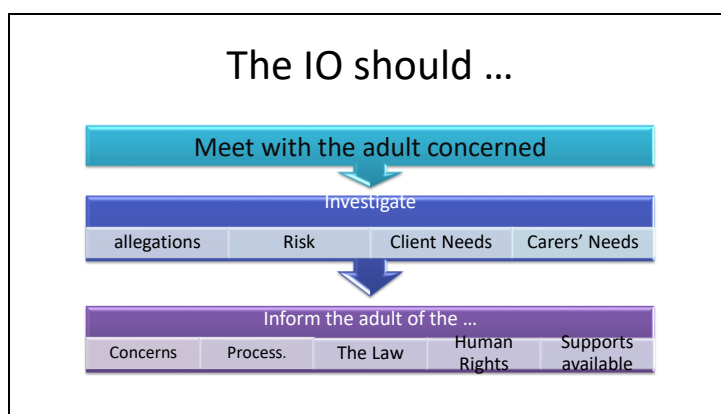 The IO should …
Meet with the adult concerned
Investigate
allegations Risk Client Needs Carers’ Needs
Inform the adult of the …
Concerns Process. The Law Human Rights Supports available